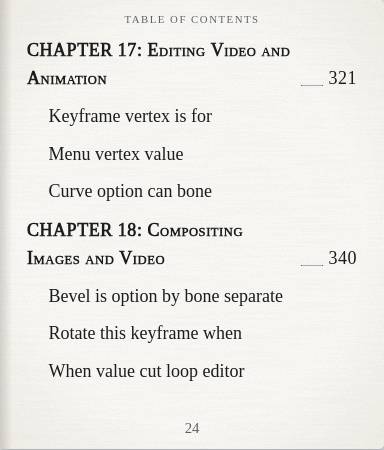 TABLE OF CONTENTS
CHAPTER 17: Editing Video and
Animation 321
Keyframe vertex is for
Menu vertex value
Curve option can bone
CHAPTER 18: Compositing
Images and Video 340
Bevel is option by bone separate
Rotate this keyframe when
When value cut loop editor
24